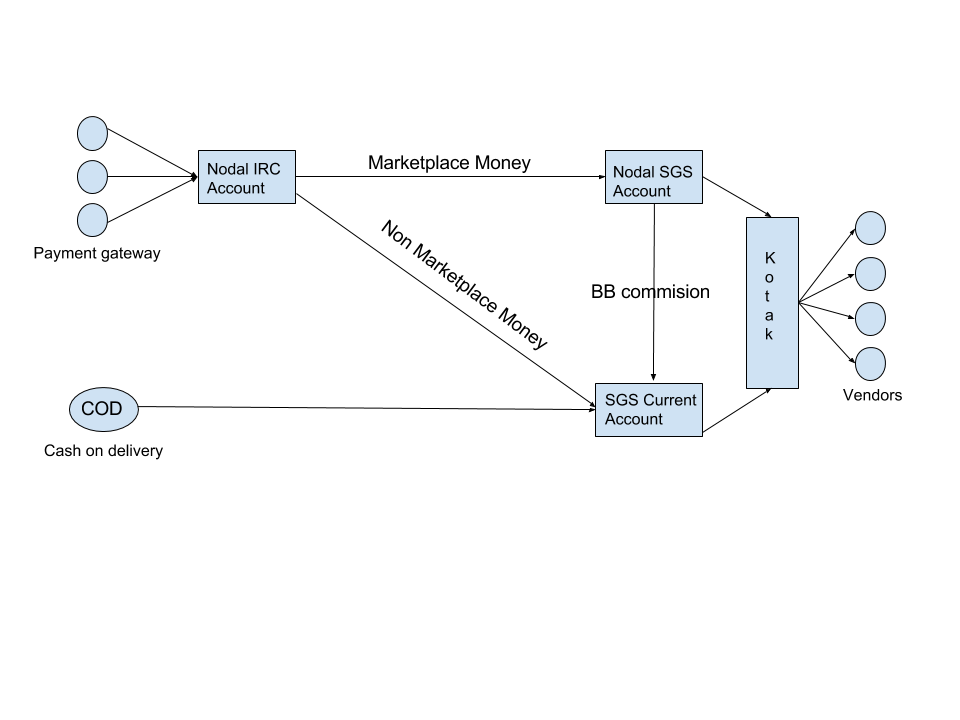 Nodal IRC
Account
Marketplace Money
Nodal SGS
Account
Payment gateway
Non Marketplace Money
BB commision
K
o
t
a
k
Vendors
COD
Cash on delivery
SGS Current
Account